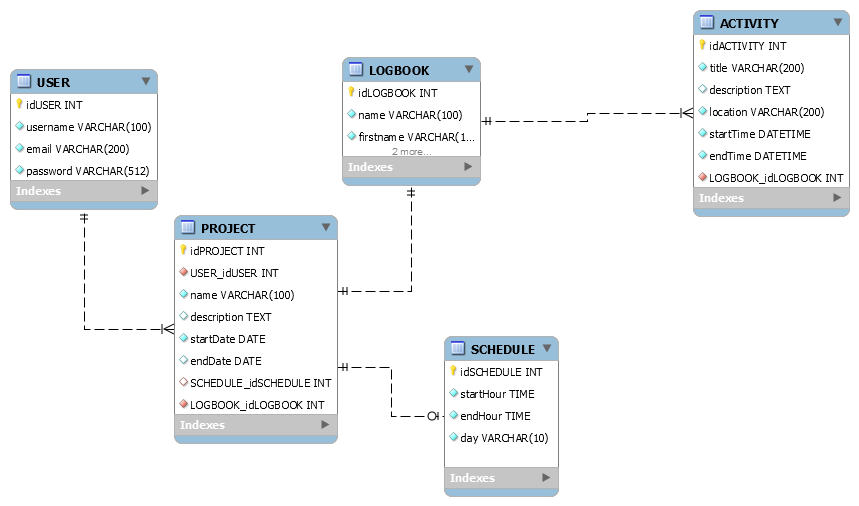 USER
idUSER INT
username VARCHAR(100)
email VARCHAR(200)
password VARCHAR(512)
Indexes
LOGBOOK
idLOGBOOK INT
name VARCHAR(100)
firstname VARCHAR(1...
2 more...
Indexes
ACTIVITY
idACTIVITY INT
title VARCHAR(200)
description TEXT
location VARCHAR(200)
startTime DATETIME
endTime DATETIME
LOGBOOK_idLOGBOOK INT
Indexes
PROJECT
idPROJECT INT
USER_idUSER INT
name VARCHAR(100)
description TEXT
startDate DATE
endDate DATE
SCHEDULE_idSCHEDULE INT
LOGBOOK_idLOGBOOK INT
Indexes
SCHEDULE
idSCHEDULE INT
startHour TIME
endHour TIME
day VARCHAR(10)
Indexes